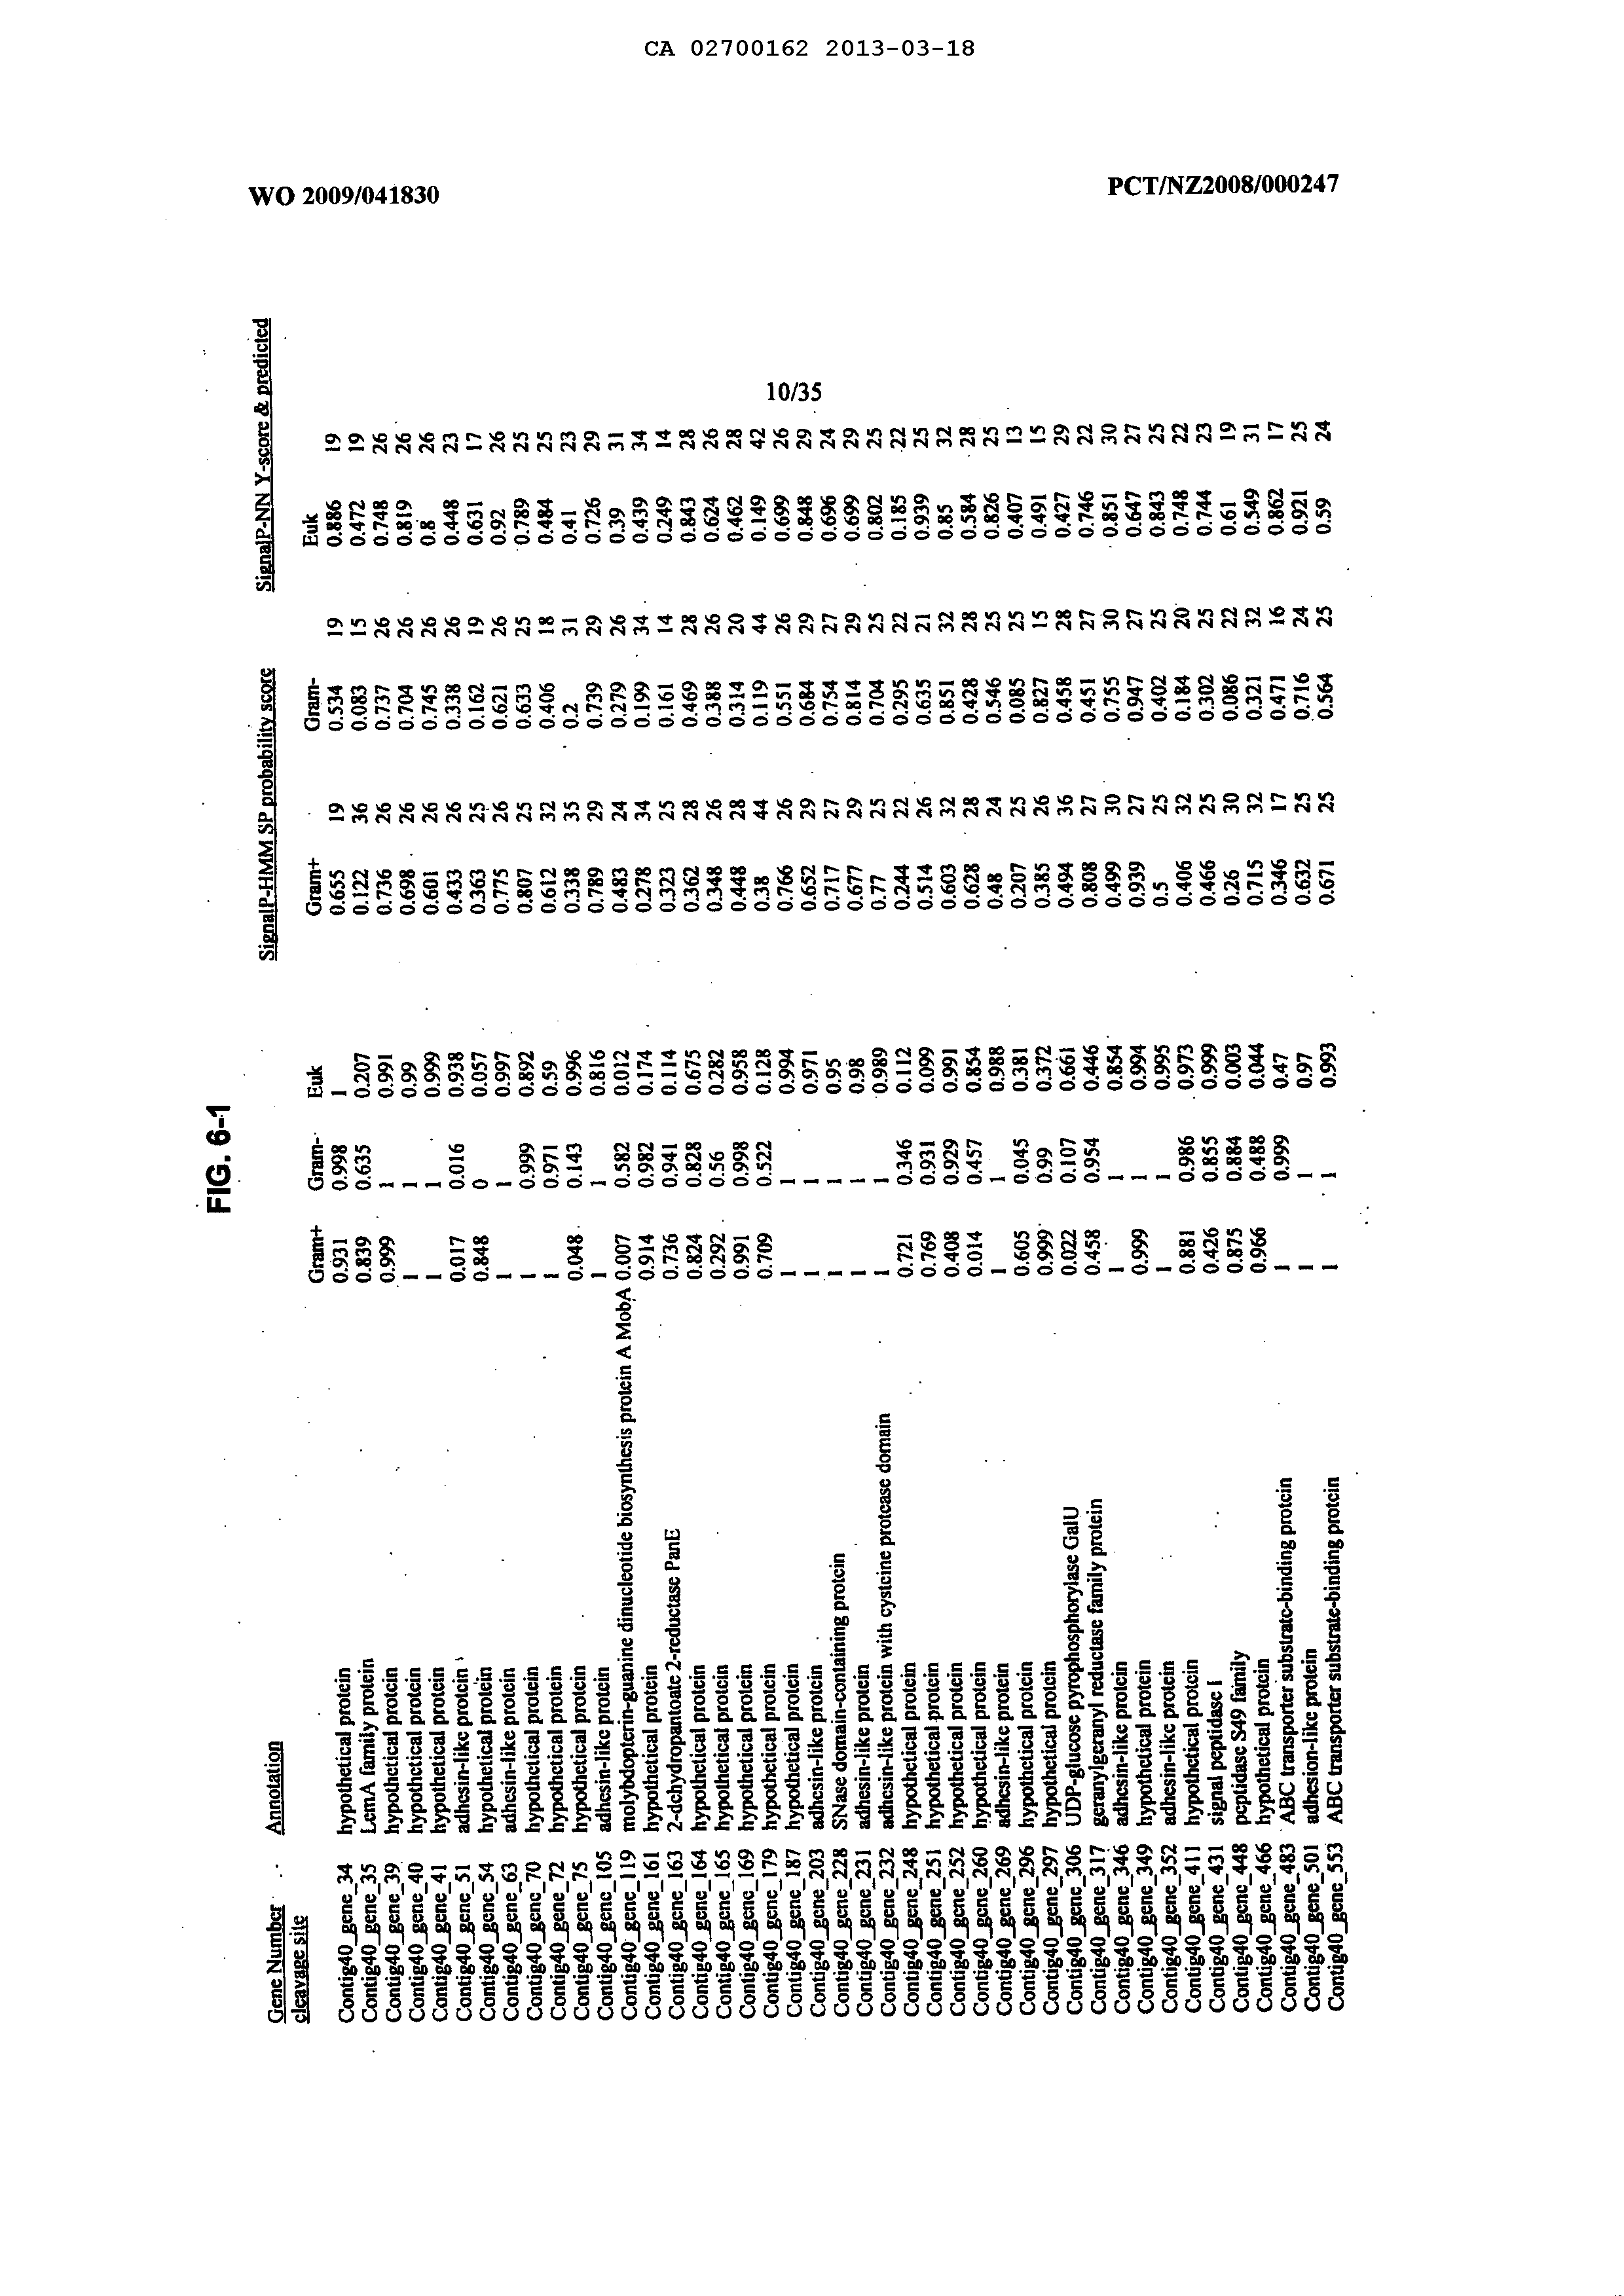 CA 02700162 2013-03-18
WO 2009/041830
PCT/NZ2008/000247
10/35
FIG. 6-1
Gene Number Annotation SignalP-HMM SP probability score SignalP-NN Y-score & predicted
cleavage site
Gram+ Gram- Euk Gram+ Gram- Euk
Contig40_gene_34 hypothetical protein 0.931 0.998 1 0.655 19 0.534 19 0.886 19
Contig40_gene_35 LemA family protein 0.839 0.635 0.207 0.122 36 0.083 15 0.472 19
Contig40_gene_39 hypothetical protein 0.999 1 0.991 0.736 26 0.737 26 0.748 26
Contig40_gene_40 hypothetical protein 1 1 0.99 0.698 26 0.704 26 0.819 26
Contig40_gene_41 hypothetical protein 1 1 0.999 0.601 26 0.745 26 0.8 26
Contig40_gene_51 adhesin-like protein 0.017 0.016 0.938 0.433 26 0.338 26 0.448 23
Contig40_gene_54 hypothetical protein 0.848 0 0.057 0.363 25 0.162 19 0.631 17
Contig40_gene_63 adhesin-like protein 1 1 0.997 0.775 26 0.621 26 0.92 26
Contig40_gene_70 hypothetical protein 1 0.999 0.892 0.807 25 0.633 25 0.789 25
Contig40_gene_72 hypothetical protein 1 0.971 0.59 0.612 32 0.406 18 0.484 25
Contig40_gene_75 hypothetical protein 0.048 0.143 0.996 0.338 35 0.2 31 0.41 23
Contig40_gene_105 adhesin-like protein 1 1 0.816 0.789 29 0.739 29 0.726 29
Contig40_gene_119 molybdopterin-guanine dinucleotide biosynthesis protein A MobA 0.007 0.582 0.012 0.483 24 0.279 26 0.39 31
Contig40_gene_161 hypothetical protein 0.914 0.982 0.174 0.278 34 0.199 34 0.439 34
Contig40_gene_163 2-dehydropantoate 2-reductase PanE 0.736 0.941 0.114 0.323 25 0.161 14 0.249 14
Contig40_gene_164 hypothetical protein 0.824 0.828 0.675 0.362 28 0.469 28 0.843 28
Contig40_gene_165 hypothetical protein 0.292 0.56 0.282 0.348 26 0.388 26 0.624 26
Contig40_gene_169 hypothetical protein 0.991 0.998 0.958 0.448 28 0.314 20 0.462 28
Contig40_gene_179 hypothetical protein 0.709 0.522 0.128 0.38 44 0.119 44 0.149 42
Contig40_gene_187 hypothetical protein 1 1 0.994 0.766 26 0.551 26 0.699 26
Contig40_gene_203 adhesin-like protein 1 1 0.971 0.652 29 0.684 29 0.848 29
Contig40_gene_228 SNase domain-containing protein 1 1 0.95 0.717 27 0.754 27 0.696 24
Contig40_gene_231 adhesin-like protein 1 1 0.98 0.677 29 0.814 29 0.699 29
Contig40_gene_232 adhesin-like protein with cysteine protease domain 1 1 0.989 0.77 25 0.704 25 0.802 25
Contig40_gene_248 hypothetical protein 0.721 0.346 0.112 0.244 22 0.295 22 0.185 22
Contig40_gene_251 hypothetical protein 0.769 0.931 0.099 0.514 26 0.635 21 0.939 25
Contig40_gene_252 hypothetical protein 0.408 0.929 0.991 0.603 32 0.851 32 0.85 32
Contig40_gene_260 hypothetical protein 0.014 0.457 0.854 0.628 28 0.428 28 0.584 28
Contig40_gene_269 adhesin-like protein 1 1 0.988 0.48 24 0.546 25 0.826 25
Contig40_gene_296 hypothetical protein 0.605 0.045 0.381 0.207 25 0.085 25 0.407 13
Contig40_gene_297 hypothetical protein 0.999 0.99 0.372 0.385 26 0.827 15 0.491 15
Contig40_gene_306 UDP-glucose pyrophosphorylase GalU 0.022 0.107 0.661 0.494 36 0.458 28 0.427 29
Contig40_gene_317 geranylgeranyl reductase family protein 0.458 0.954 0.446 0.808 27 0.451 27 0.746 22
Contig40_gene_346 adhesin-like protein 1 1 0.854 0.499 30 0.755 30 0.851 30
Contig40_gene_349 hypothetical protein 0.999 1 0.994 0.939 27 0.947 27 0.647 27
Contig40_gene_352 adhesin-like protein 1 1 0.995 0.5 25 0.402 25 0.843 25
Contig40_gene_411 hypothetical protein 0.881 0.986 0.973 0.406 32 0.184 20 0.748 22
Contig40_gene_431 signal peptidase I 0.426 0.855 0.999 0.466 25 0.302 25 0.744 23
Contig40_gene_448 peptidase S49 family 0.875 0.884 0.003 0.26 30 0.086 22 0.61 19
Contig40_gene_466 hypothetical protein 0.966 0.488 0.044 0.715 32 0.321 32 0.549 31
Contig40_gene_483 ABC transporter substrate-binding protein 1 0.999 0.47 0.346 17 0.471 16 0.862 17
Contig40_gene_501 adhesion-like protein 1 1 0.97 0.632 25 0.716 24 0.921 25
Contig40_gene_553 ABC transporter substrate-binding protein 1 1 0.993 0.671 25 0.564 25 0.59 24